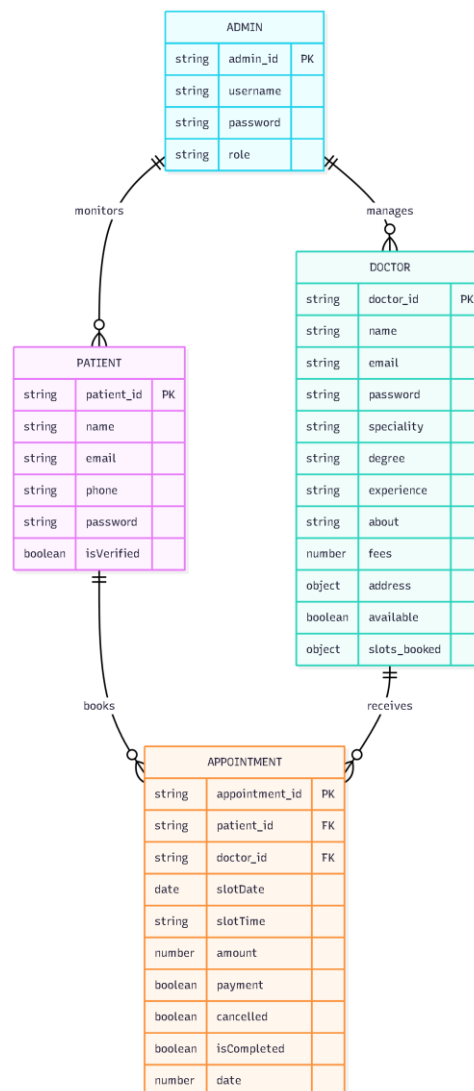 ADMIN
string admin_id PK
string username
string password
string role
monitors
manages
DOCTOR
string doctor_id PK
string name
string email
string password
string speciality
string degree
string experience
string about
number fees
object address
boolean available
object slots_booked
PATIENT
string patient_id PK
string name
string email
string phone
string password
boolean isVerified
books
receives
APPOINTMENT
string appointment_id PK
string patient_id FK
string doctor_id FK
date slotDate
string slotTime
number amount
boolean payment
boolean cancelled
boolean isCompleted
number date